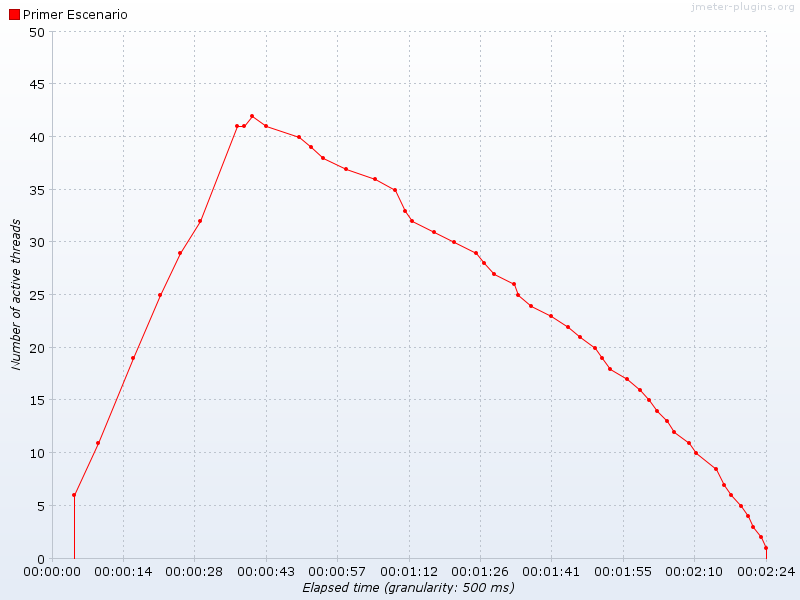 jmeter-plugins.org
Primer Escenario
50
45
40
35
30
25
20
15
10
5
0
Number of active threads
00:00:00 00:00:14 00:00:28 00:00:43 00:00:57 00:01:12 00:01:26 00:01:41 00:01:55 00:02:10 00:02:24
Elapsed time (granularity: 500 ms)